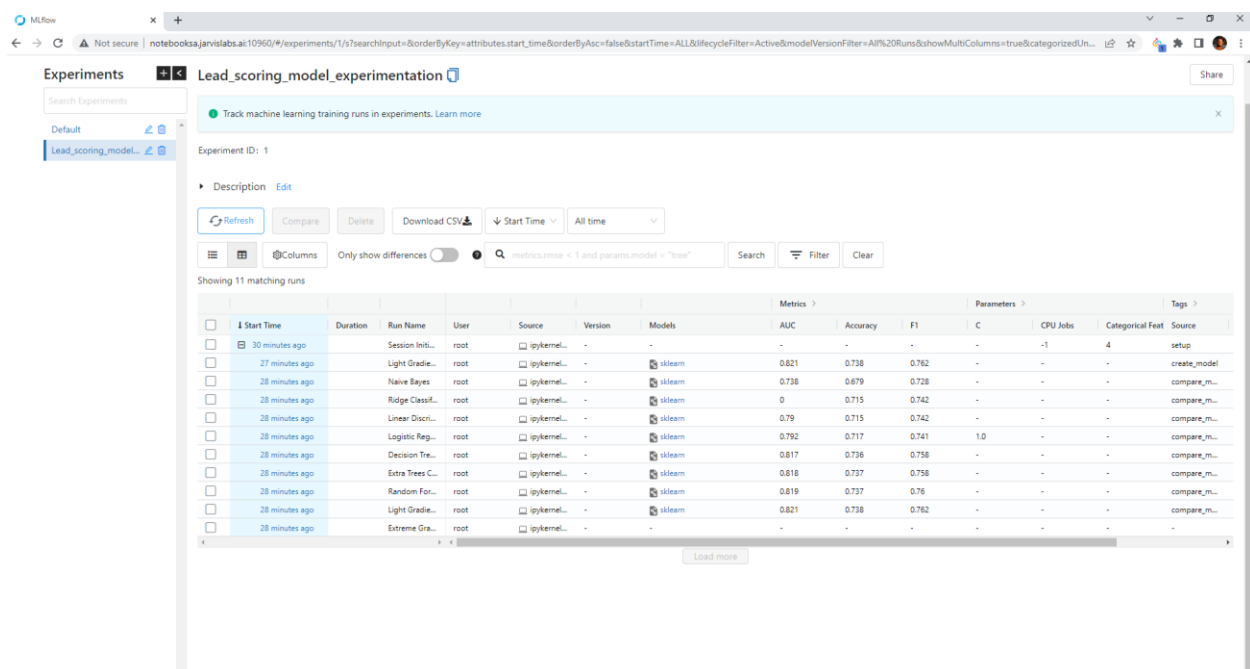 MLflow
Not secure | notebooksa.jarvislabs.ai:10960/#/experiments/1/s?searchInput=&orderByKey=attributes.start_time&orderByAsc=false&startTime=ALL&lifecycleFilter=Active&modelVersionFilter=All%20Runs&showMultiColumns=true&categorizedUn...
Experiments
Lead_scoring_model_experimentation
Share
Search Experiments
Track machine learning training runs in experiments. Learn more
Default
Lead_scoring_model...
Experiment ID: 1
Description Edit
Refresh Compare Delete Download CSV Start Time All time
Columns Only show differences metrics.rmse < 1 and params.model = "tree" Search Filter Clear
Showing 11 matching runs
Metrics > Parameters > Tags >
Start Time Duration Run Name User Source Version Models AUC Accuracy F1 C CPU Jobs Categorical Feat Source
30 minutes ago Session Initi... root ipykernel... - - - - - - -1 4 setup
27 minutes ago Light Gradie... root ipykernel... - sklearn 0.821 0.738 0.762 - - - create_model
28 minutes ago Naive Bayes root ipykernel... - sklearn 0.738 0.679 0.728 - - - compare_m...
28 minutes ago Ridge Classif... root ipykernel... - sklearn 0 0.715 0.742 - - - compare_m...
28 minutes ago Linear Discri... root ipykernel... - sklearn 0.79 0.715 0.742 - - - compare_m...
28 minutes ago Logistic Reg... root ipykernel... - sklearn 0.792 0.717 0.741 1.0 - - compare_m...
28 minutes ago Decision Tre... root ipykernel... - sklearn 0.817 0.736 0.758 - - - compare_m...
28 minutes ago Extra Trees C... root ipykernel... - sklearn 0.818 0.737 0.758 - - - compare_m...
28 minutes ago Random For... root ipykernel... - sklearn 0.819 0.737 0.76 - - - compare_m...
28 minutes ago Light Gradie... root ipykernel... - sklearn 0.821 0.738 0.762 - - - compare_m...
28 minutes ago Extreme Gra... root ipykernel... - - - - - - - - -
Load more